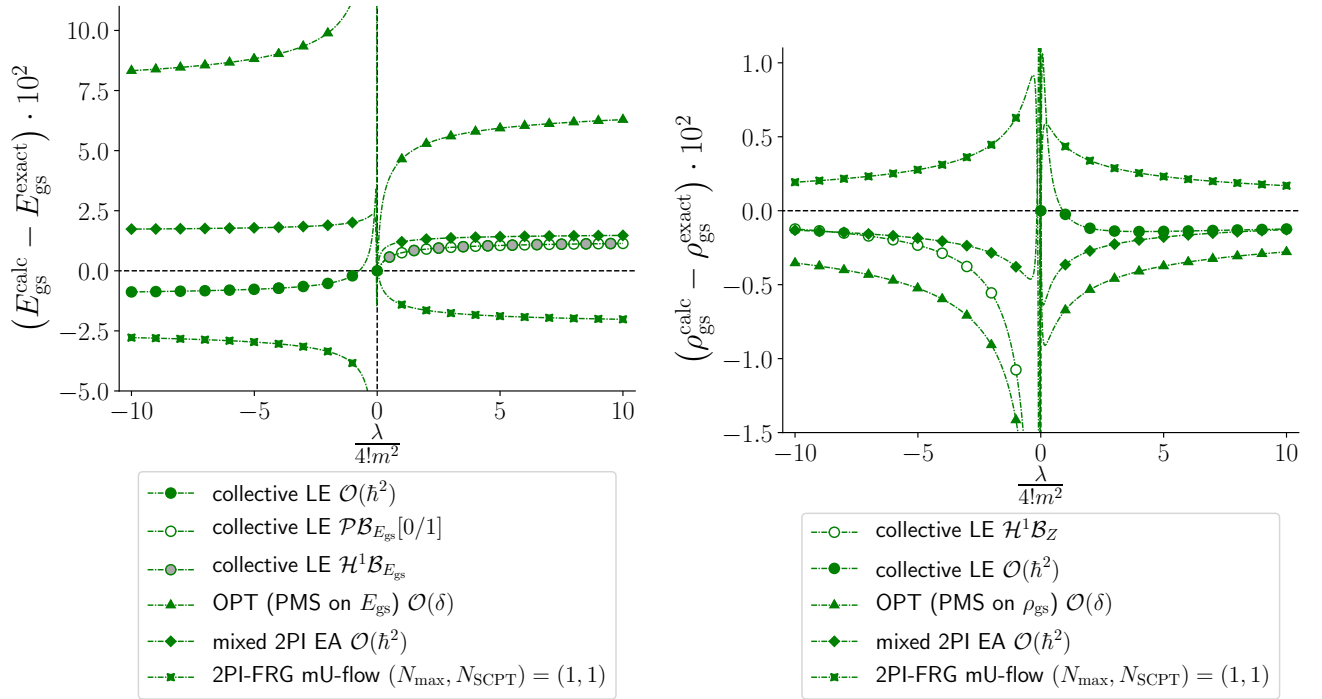 (E_gs^calc − E_gs^exact) · 10^2
10.0
7.5
5.0
2.5
0.0
−2.5
−5.0
−10
−5
0
5
10
λ
4!m^2
collective LE O(ħ^2)
collective LE PB_{E_gs}[0/1]
collective LE H^1B_{E_gs}
OPT (PMS on E_gs) O(δ)
mixed 2PI EA O(ħ^2)
2PI-FRG mU-flow (N_max, N_SCPT) = (1, 1)
(ρ_gs^calc − ρ_gs^exact) · 10^2
1.0
0.5
0.0
−0.5
−1.0
−1.5
−10
−5
0
5
10
λ
4!m^2
collective LE H^1B_Z
collective LE O(ħ^2)
OPT (PMS on ρ_gs) O(δ)
mixed 2PI EA O(ħ^2)
2PI-FRG mU-flow (N_max, N_SCPT) = (1, 1)